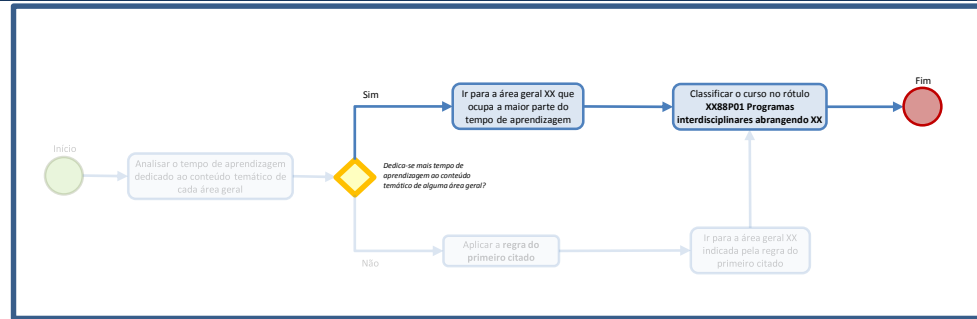 Início
Analisar o tempo de aprendizagem
dedicado ao conteúdo temático de
cada área geral
Sim
Dedica-se mais tempo de
aprendizagem ao conteúdo
temático de alguma área geral?
Ir para a área geral XX que
ocupa a maior parte do
tempo de aprendizagem
Classificar o curso no rótulo
XX88P01 Programas
interdisciplinares abrangendo XX
Fim
Não
Aplicar a regra do
primeiro citado
Ir para a área geral XX
indicada pela regra do
primeiro citado